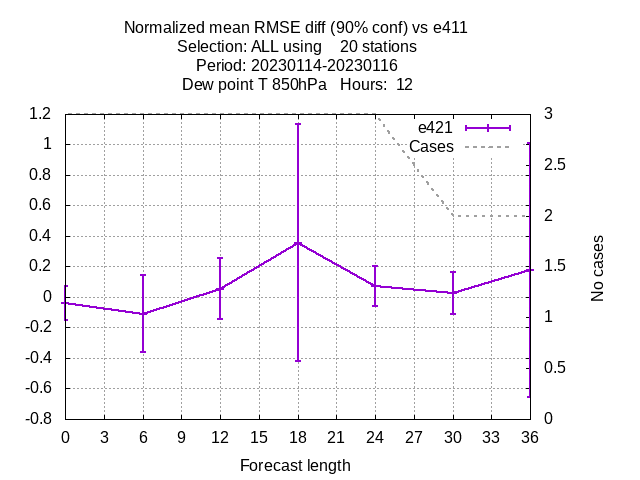 Normalized mean RMSE diff (90% conf) vs e411
Selection: ALL using    20 stations
Period: 20230114-20230116
Dew point T 850hPa   Hours:  12
e421
Cases
1.2
1
0.8
0.6
0.4
0.2
0
-0.2
-0.4
-0.6
-0.8
3
2.5
2
1.5
1
0.5
0
No cases
0 3 6 9 12 15 18 21 24 27 30 33 36
Forecast length